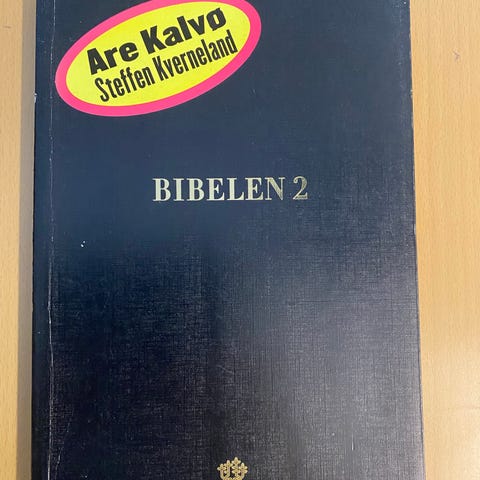 Are Kalvø
Steffen Kverneland
BIBELEN 2